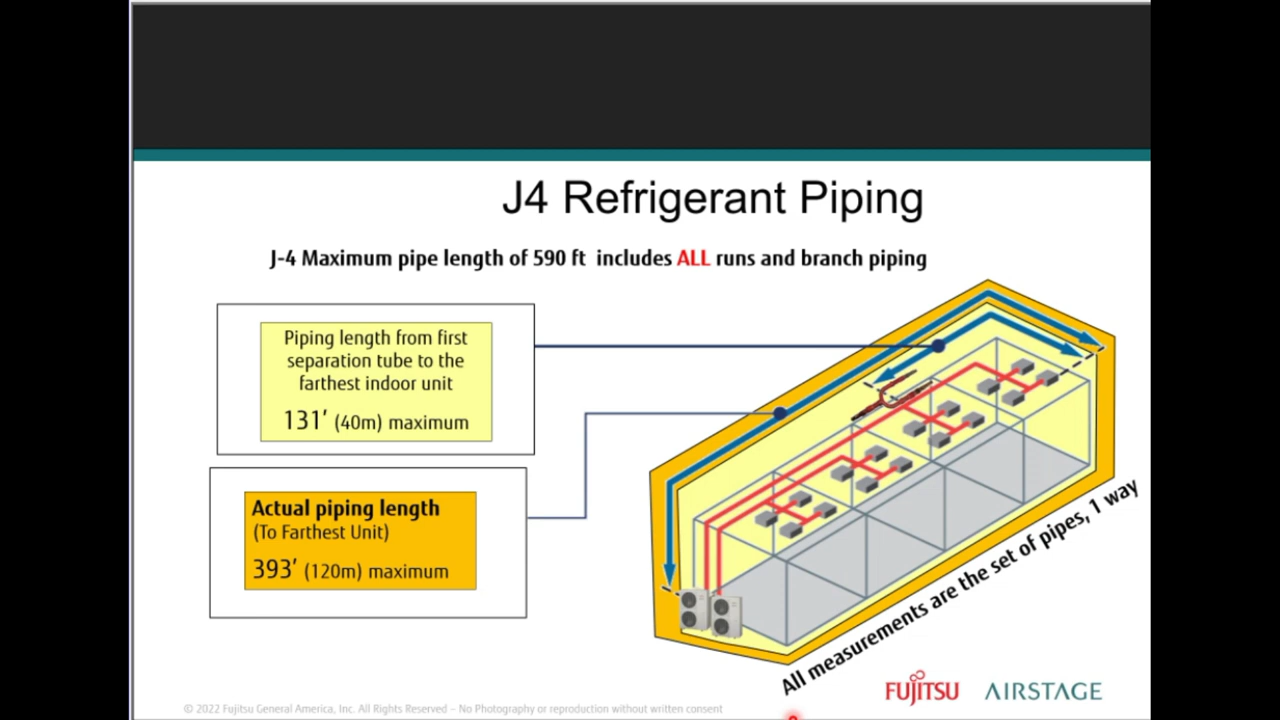 J4 Refrigerant Piping
J-4 Maximum pipe length of 590 ft includes ALL runs and branch piping
Piping length from first
separation tube to the
farthest indoor unit
131’ (40m) maximum
Actual piping length
(To Farthest Unit)
393’ (120m) maximum
All measurements are the set of pipes, 1 way
FUJITSU AIRSTAGE
© 2022 Fujitsu General America, Inc. All Rights Reserved – No Photography or reproduction without written consent